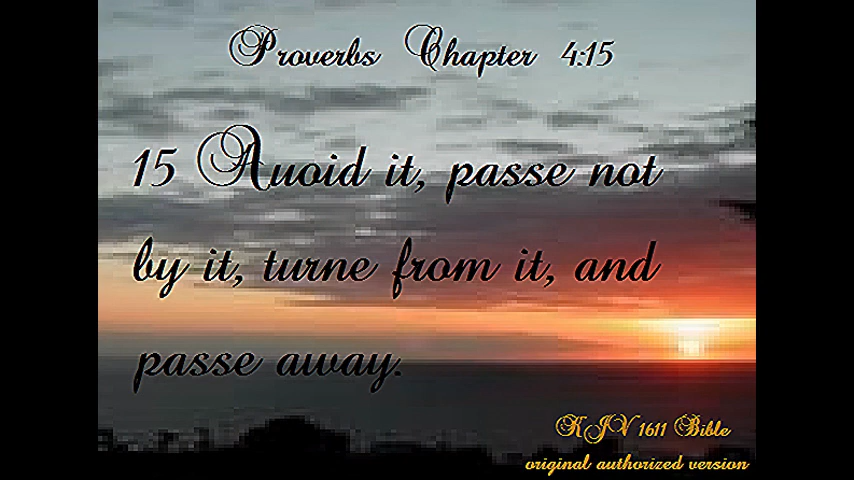 Proverbs Chapter 4:15
15 Auoid it, passe not
by it, turne from it, and
passe away.
KJV 1611 Bible
original authorized version